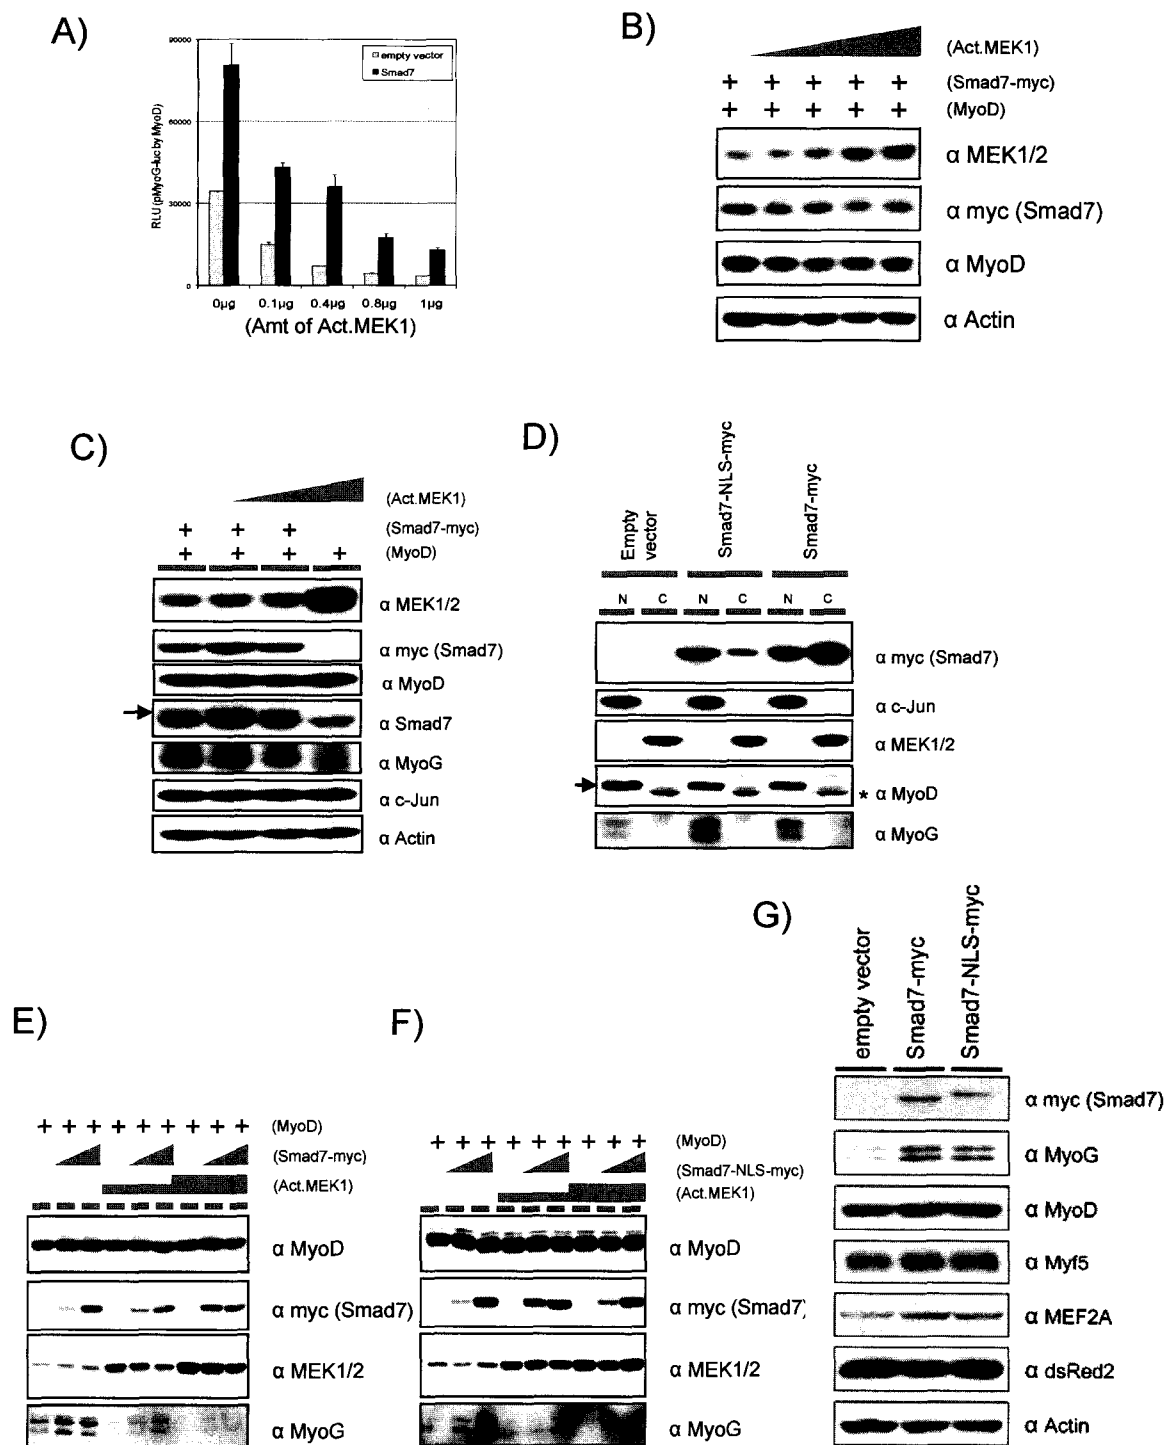 A)
90000
60000
30000
0
RLU (pMyoG-luc by MyoD)
empty vector
Smad7
0µg 0.1µg 0.4µg 0.8µg 1µg
(Amt of Act.MEK1)
B)
(Act.MEK1)
+ + + + + (Smad7-myc)
+ + + + + (MyoD)
α MEK1/2
α myc (Smad7)
α MyoD
α Actin
C)
(Act.MEK1)
+ + + (Smad7-myc)
+ + + + (MyoD)
α MEK1/2
α myc (Smad7)
α MyoD
α Smad7
α MyoG
α c-Jun
α Actin
D)
Empty vector
Smad7-NLS-myc
Smad7-myc
N C N C N C
α myc (Smad7)
α c-Jun
α MEK1/2
* α MyoD
α MyoG
E)
+ + + + + + + + + (MyoD)
(Smad7-myc)
(Act.MEK1)
α MyoD
α myc (Smad7)
α MEK1/2
α MyoG
F)
+ + + + + + + + + (MyoD)
(Smad7-NLS-myc)
(Act.MEK1)
α MyoD
α myc (Smad7)
α MEK1/2
α MyoG
G)
empty vector
Smad7-myc
Smad7-NLS-myc
α myc (Smad7)
α MyoG
α MyoD
α Myf5
α MEF2A
α dsRed2
α Actin